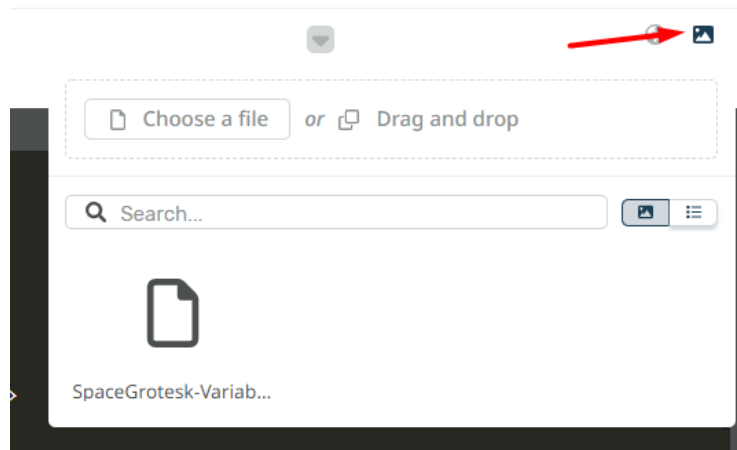 Choose a file or Drag and drop
Search...
SpaceGrotesk-Variab...